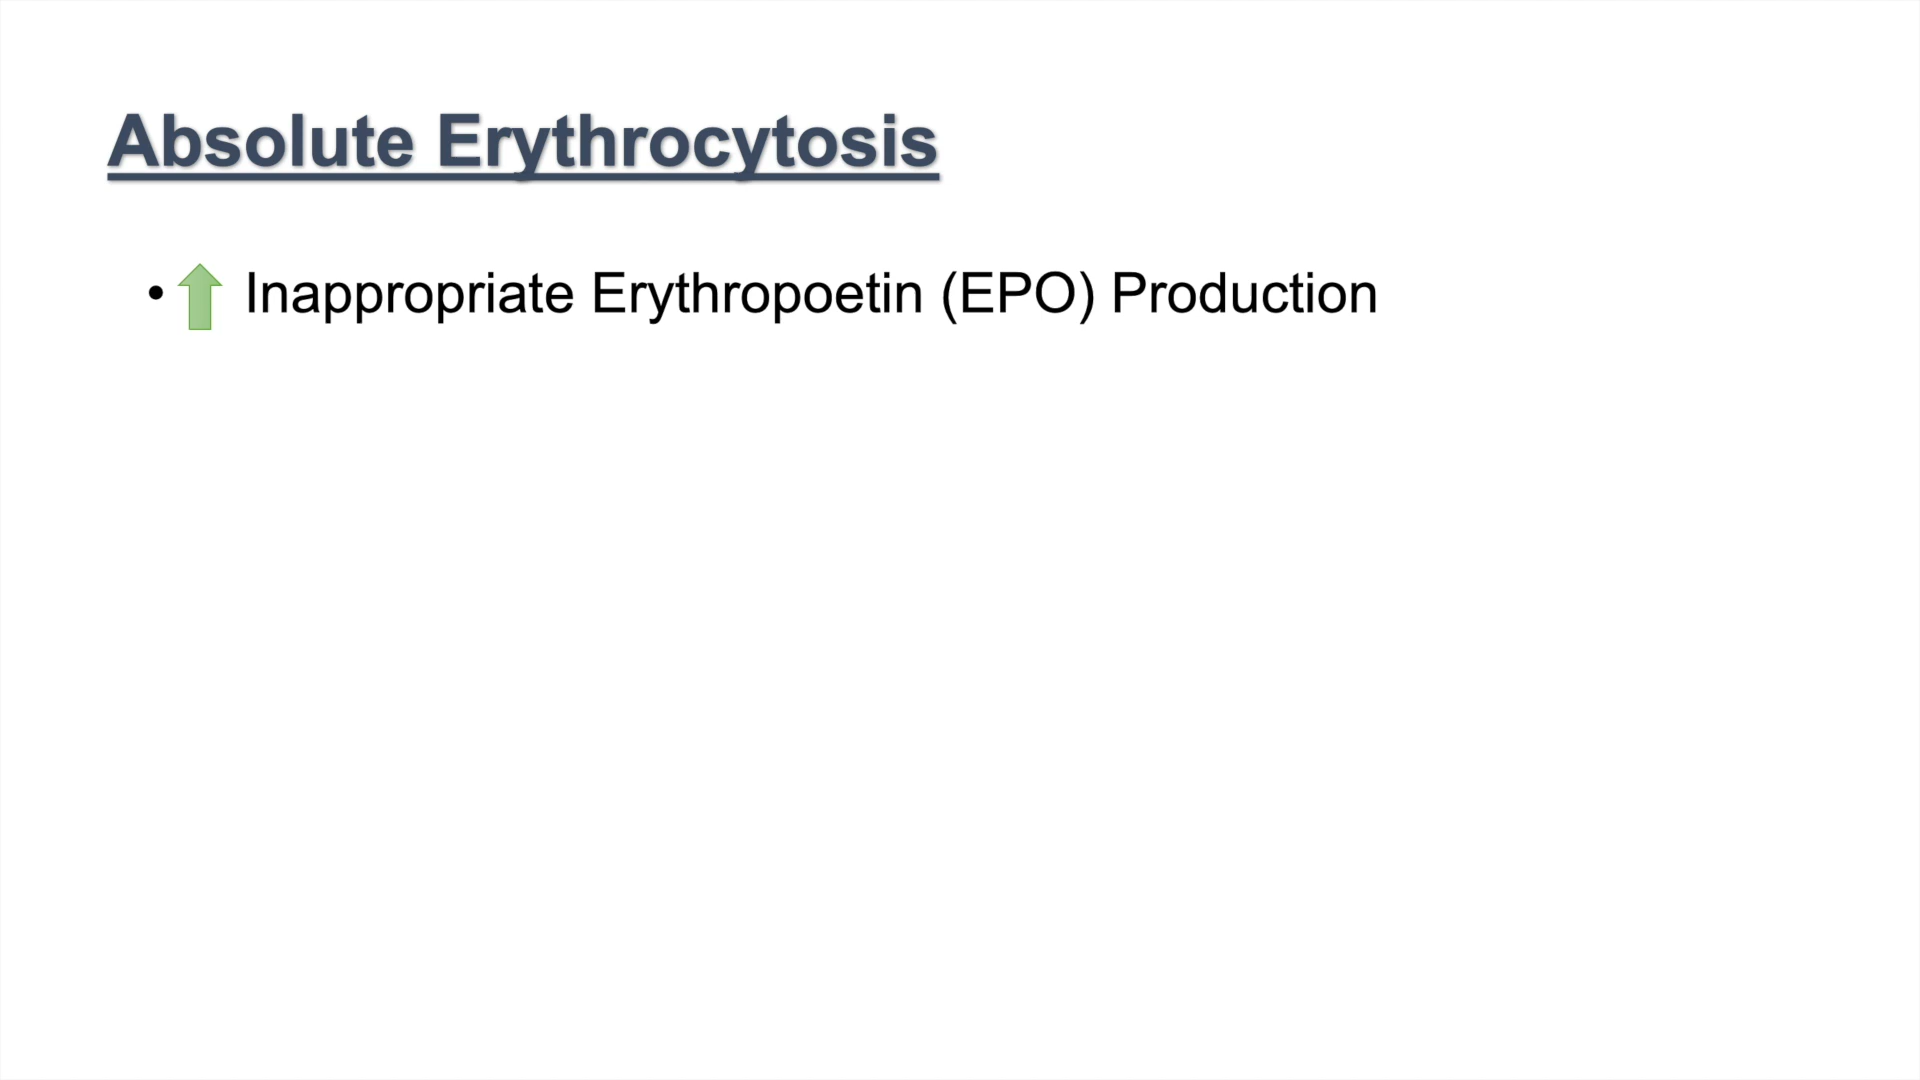 Absolute Erythrocytosis
• Inappropriate Erythropoetin (EPO) Production